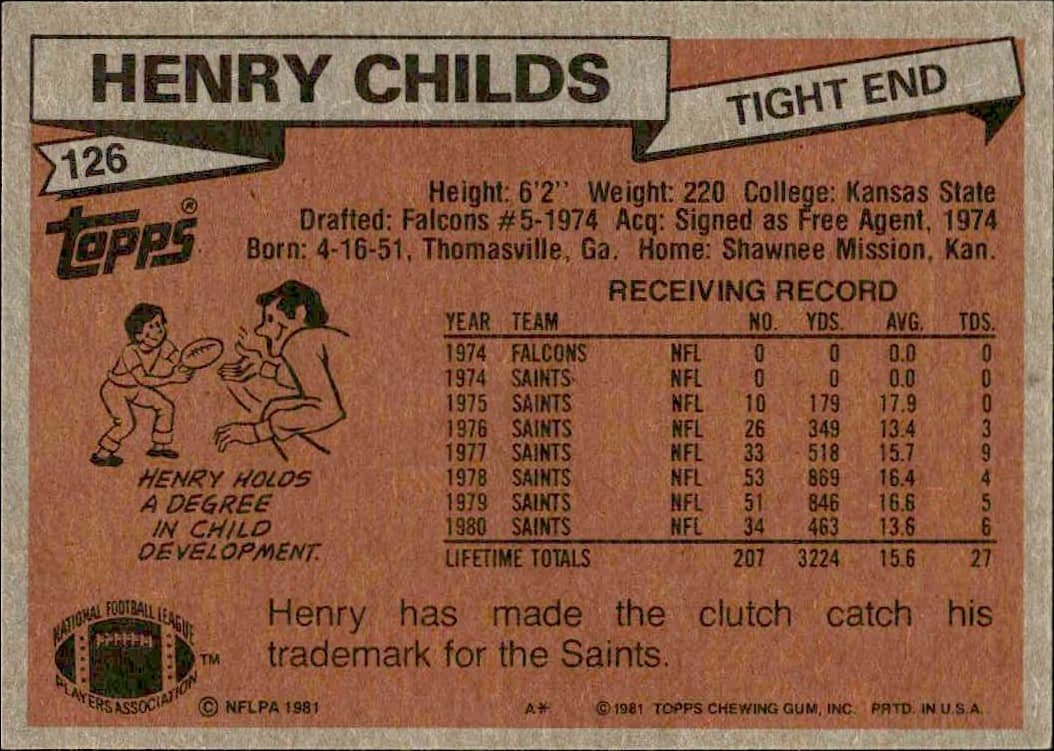 HENRY CHILDS
TIGHT END
126
Topps®
Height: 6'2'' Weight: 220 College: Kansas State
Drafted: Falcons #5-1974 Acq: Signed as Free Agent, 1974
Born: 4-16-51, Thomasville, Ga. Home: Shawnee Mission, Kan.
RECEIVING RECORD
YEAR TEAM NO. YDS. AVG. TDS.
1974 FALCONS NFL 0 0 0.0 0
1974 SAINTS NFL 0 0 0.0 0
1975 SAINTS NFL 10 179 17.9 0
1976 SAINTS NFL 26 349 13.4 3
1977 SAINTS NFL 33 518 15.7 9
1978 SAINTS NFL 53 869 16.4 4
1979 SAINTS NFL 51 846 16.6 5
1980 SAINTS NFL 34 463 13.6 6
LIFETIME TOTALS 207 3224 15.6 27
HENRY HOLDS
A DEGREE
IN CHILD
DEVELOPMENT.
Henry has made the clutch catch his
trademark for the Saints.
NATIONAL FOOTBALL LEAGUE
PLAYERS ASSOCIATION
TM
© NFLPA 1981
A* © 1981 TOPPS CHEWING GUM, INC. PRTD. IN U.S.A.